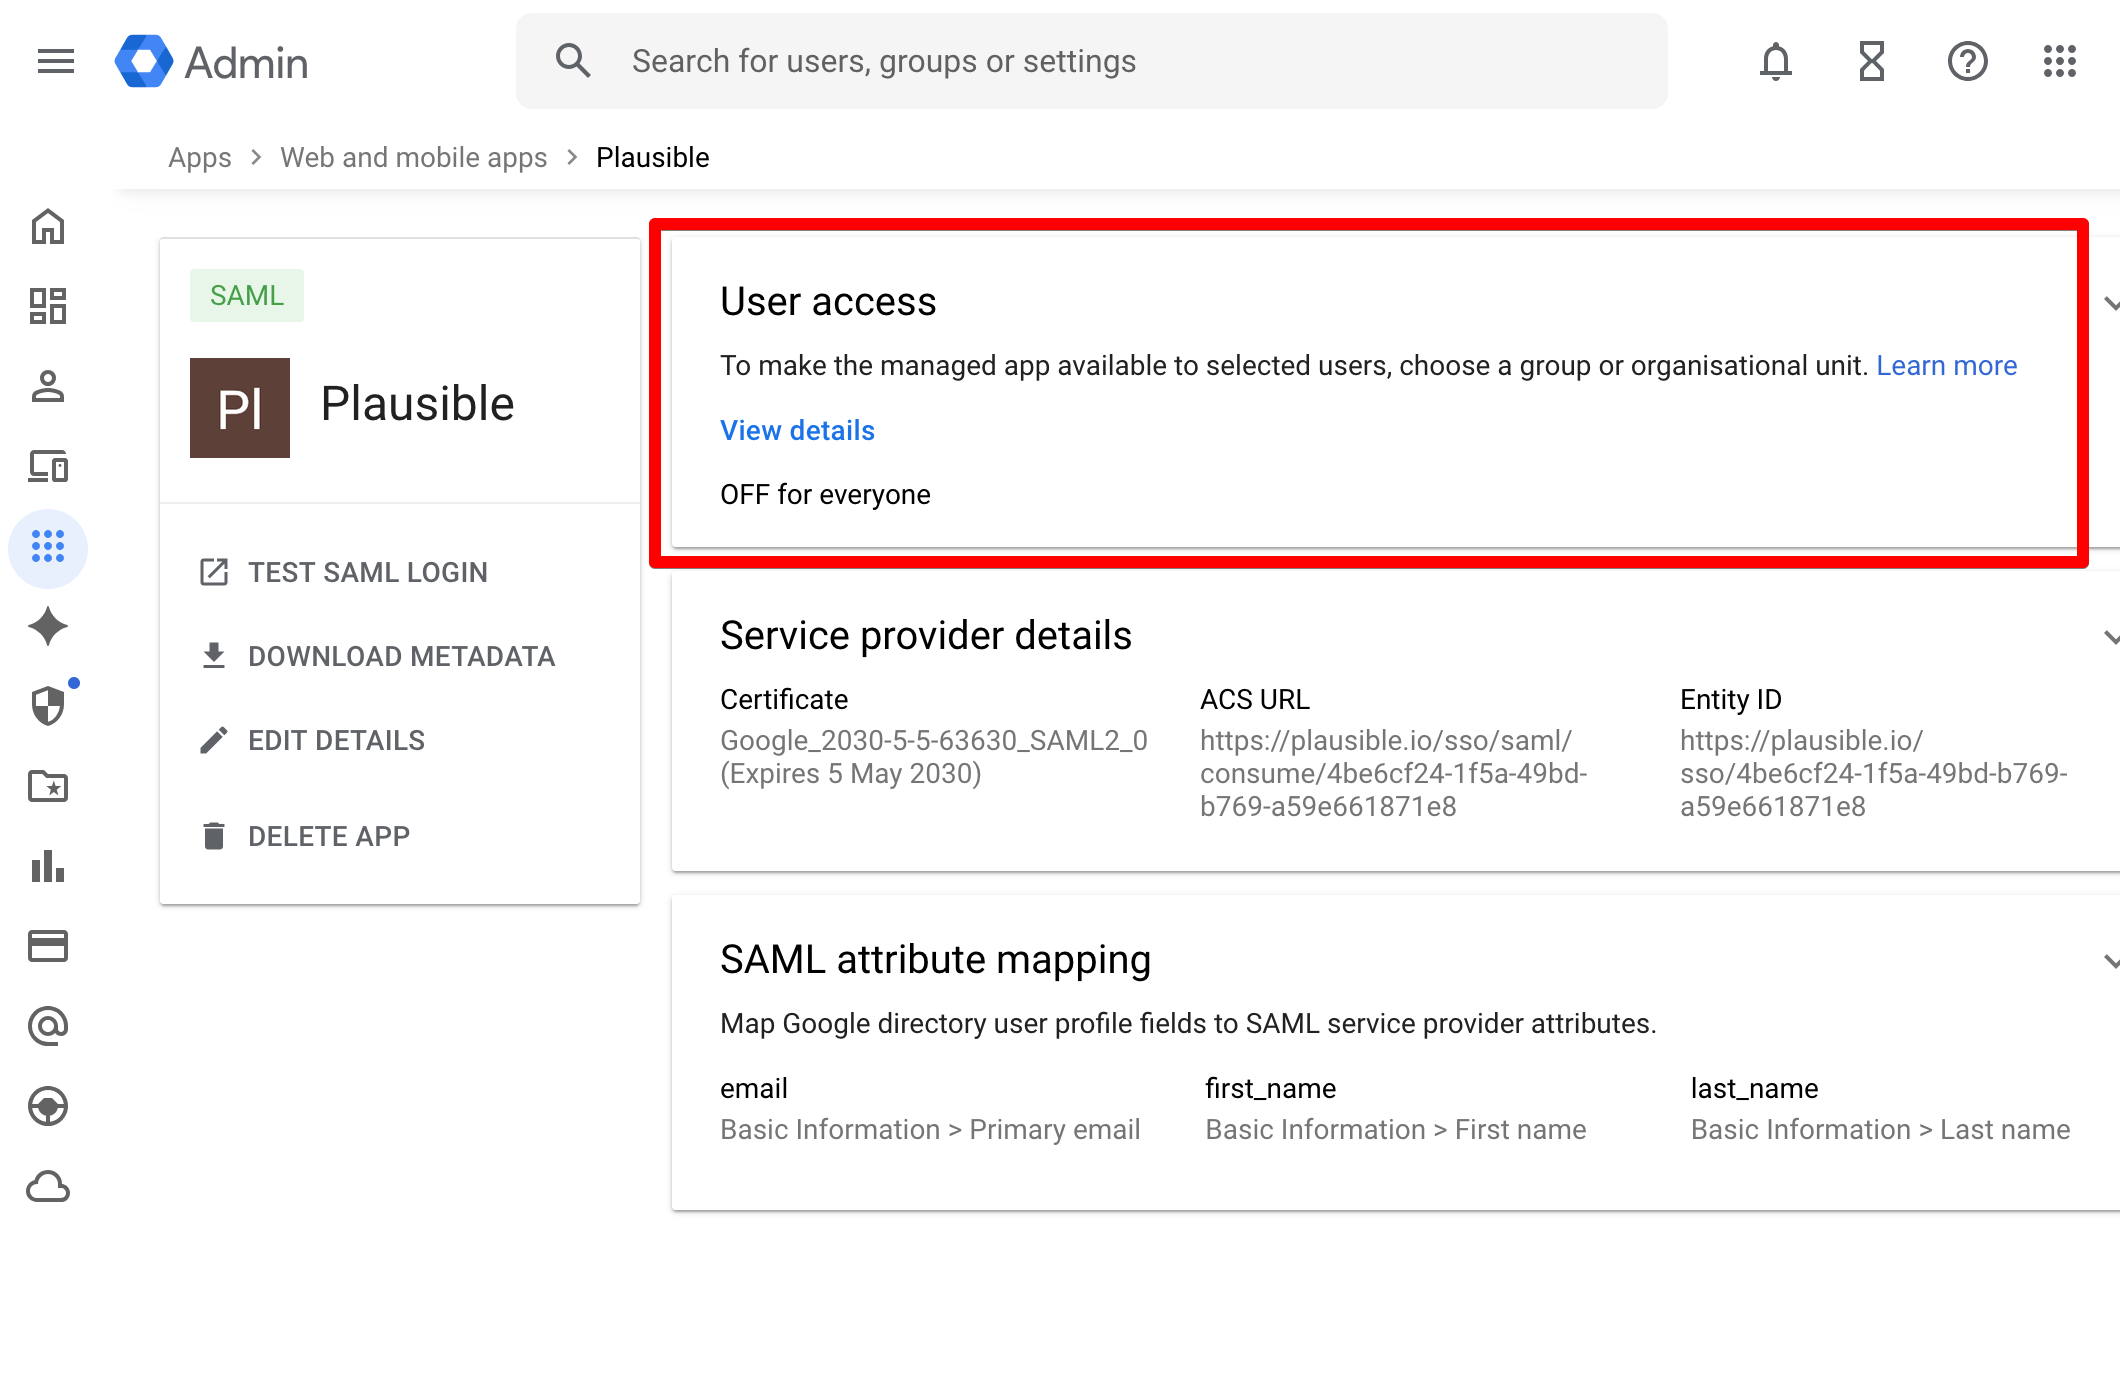 Admin
Search for users, groups or settings
Apps > Web and mobile apps > Plausible
SAML
Pl
Plausible
TEST SAML LOGIN
DOWNLOAD METADATA
EDIT DETAILS
DELETE APP
User access
To make the managed app available to selected users, choose a group or organisational unit. Learn more
View details
OFF for everyone
Service provider details
Certificate
Google_2030-5-5-63630_SAML2_0
(Expires 5 May 2030)
ACS URL
https://plausible.io/sso/saml/
consume/4be6cf24-1f5a-49bd-
b769-a59e661871e8
Entity ID
https://plausible.io/
sso/4be6cf24-1f5a-49bd-b769-
a59e661871e8
SAML attribute mapping
Map Google directory user profile fields to SAML service provider attributes.
email
Basic Information > Primary email
first_name
Basic Information > First name
last_name
Basic Information > Last name